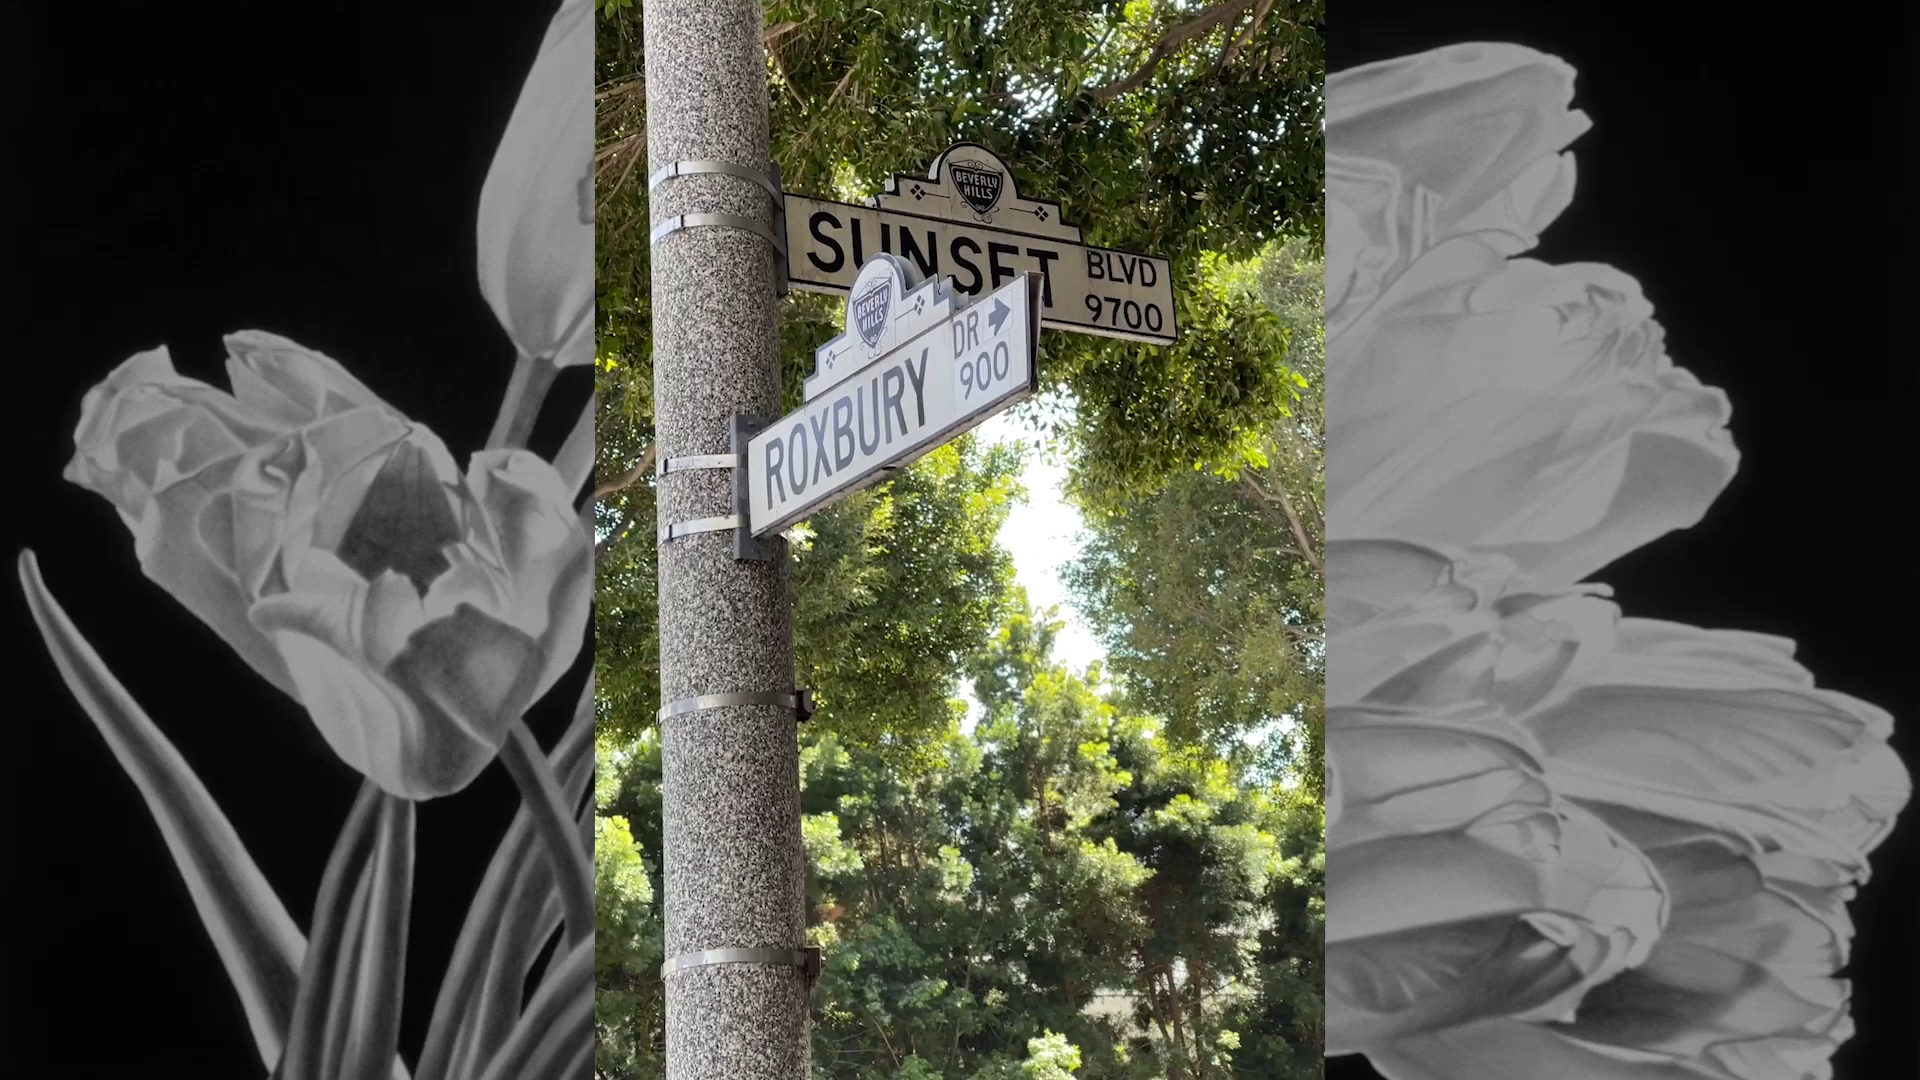 BEVERLY
HILLS
SUNSET BLVD
9700
BEVERLY
HILLS
ROXBURY DR
900